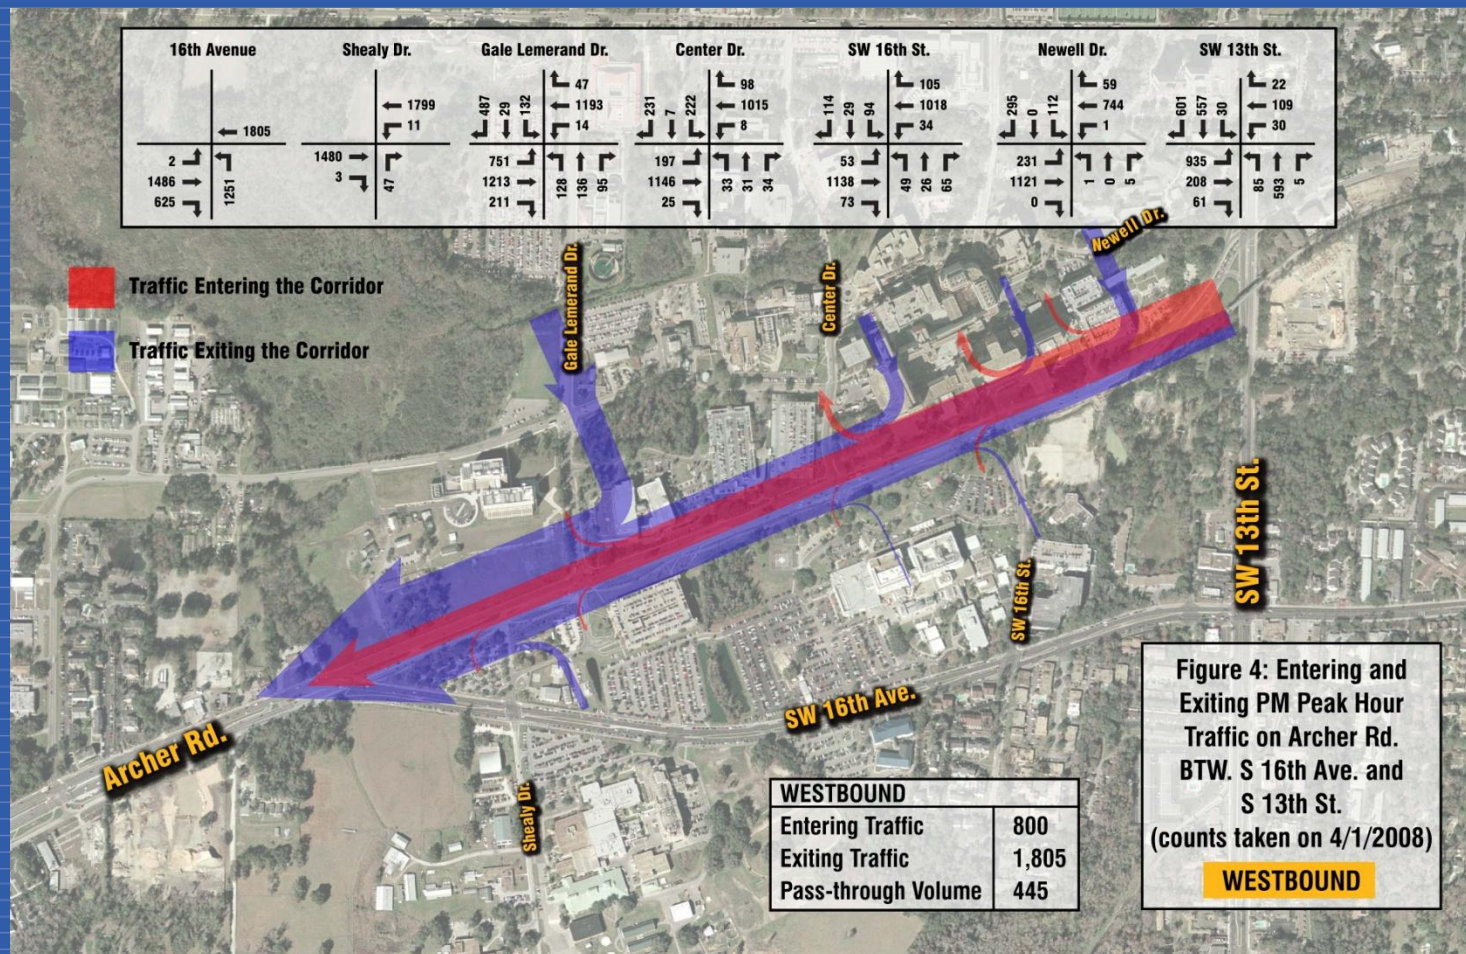 16th Avenue
1805
2
1486
625
1251
Shealy Dr.
1799
11
1480
3
47
Gale Lemerand Dr.
487
29
132
47
1193
14
751
1213
211
128
136
95
Center Dr.
231
7
222
98
1015
8
197
1146
25
33
31
34
SW 16th St.
114
29
94
105
1018
34
53
1138
73
49
26
65
Newell Dr.
295
0
112
59
744
1
231
1121
0
1
0
5
SW 13th St.
601
557
30
22
109
30
935
208
61
85
593
5
Traffic Entering the Corridor
Traffic Exiting the Corridor
Gale Lemerand Dr.
Center Dr.
Newell Dr.
SW 13th St.
SW 16th St.
SW 16th Ave.
Archer Rd.
Shealy Dr.
WESTBOUND
Entering Traffic 800
Exiting Traffic 1,805
Pass-through Volume 445
Figure 4: Entering and
Exiting PM Peak Hour
Traffic on Archer Rd.
BTW. S 16th Ave. and
S 13th St.
(counts taken on 4/1/2008)
WESTBOUND